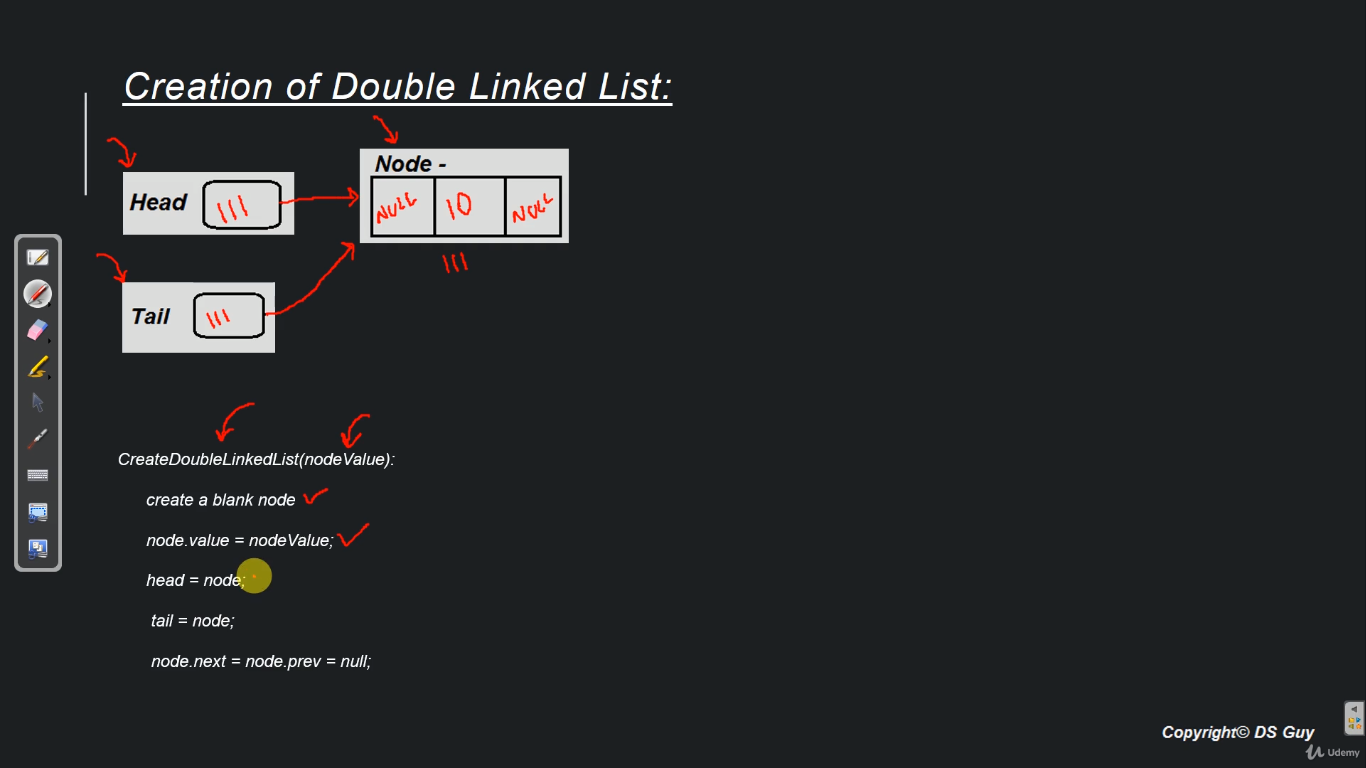 Creation of Double Linked List:
Node -
Head
111
NULL 10 NULL
111
Tail
111
CreateDoubleLinkedList(nodeValue):
create a blank node
node.value = nodeValue;
head = node;
tail = node;
node.next = node.prev = null;
Copyright© DS Guy
Udemy